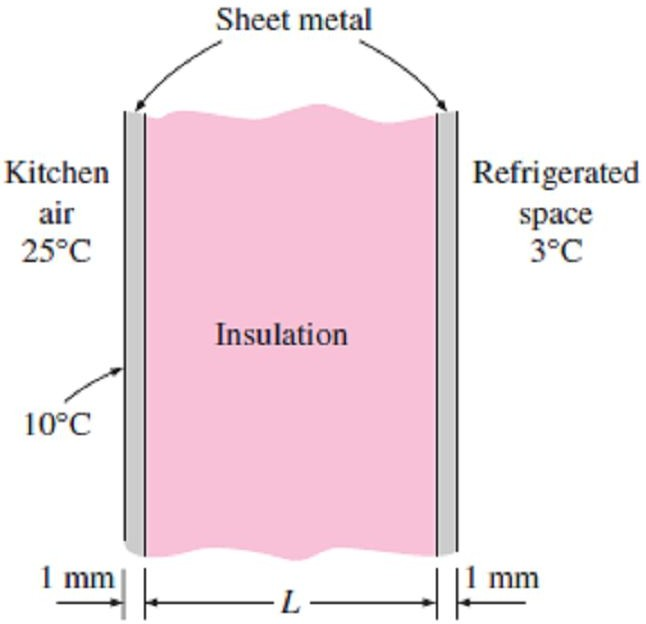 Sheet metal
Kitchen
air
25°C
Refrigerated
space
3°C
Insulation
10°C
1 mm
L
1 mm